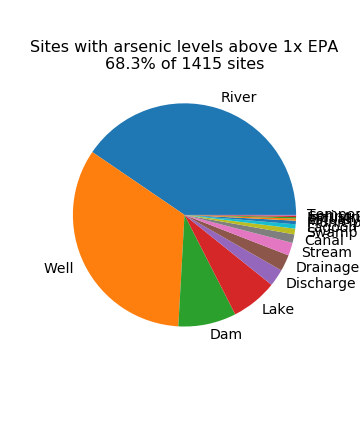 Sites with arsenic levels above 1x EPA
68.3% of 1415 sites
River
Well
Dam
Lake
Discharge
Drainage
Stream
Canal
Swamp
Lagoon